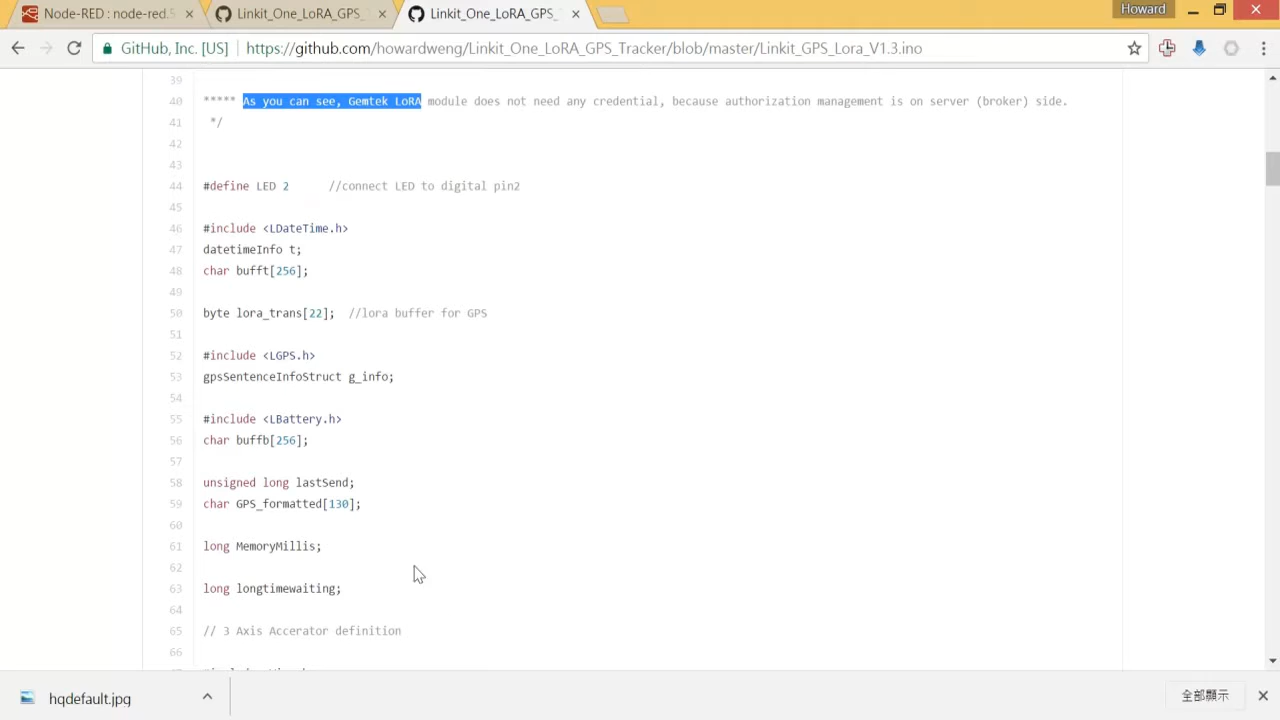 Node-RED : node-red.5
Linkit_One_LoRA_GPS_
Linkit_One_LoRA_GPS_
Howard
GitHub, Inc. [US]
https://github.com/howardweng/Linkit_One_LoRA_GPS_Tracker/blob/master/Linkit_GPS_Lora_V1.3.ino
39
40 ***** As you can see, Gemtek LoRA module does not need any credential, because authorization management is on server (broker) side.
41 */
42
43
44 #define LED 2 //connect LED to digital pin2
45
46 #include <LDateTime.h>
47 datetimeInfo t;
48 char bufft[256];
49
50 byte lora_trans[22]; //lora buffer for GPS
51
52 #include <LGPS.h>
53 gpsSentenceInfoStruct g_info;
54
55 #include <LBattery.h>
56 char buffb[256];
57
58 unsigned long lastSend;
59 char GPS_formatted[130];
60
61 long MemoryMillis;
62
63 long longtimewaiting;
64
65 // 3 Axis Accerator definition
66
hqdefault.jpg
全部顯示